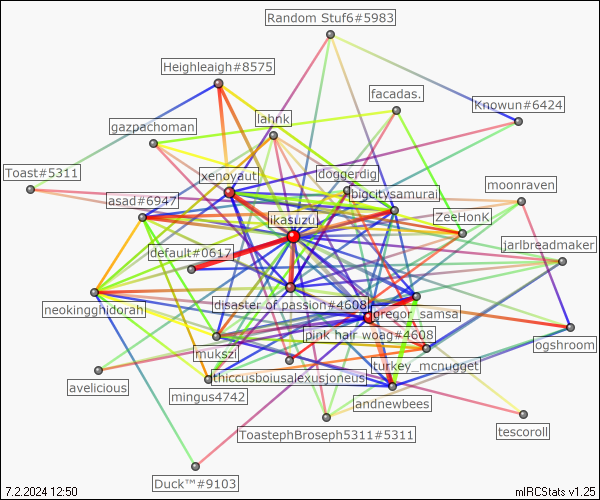 Random Stuf6#5983
Heighleaigh#8575
facadas.
Knowun#6424
lahnk
gazpachoman
Toast#5311
xenoyaut
doggerdig
moonraven
bigcitysamurai
asad#6947
likasuzu
ZeeHonK
default#0617
jarlbreadmaker
disaster of passion#4608
neokingghidorah
gregor_samsa
pink hair woag#4608
ogshroom
mukszi
turkey_mcnugget
thiccusboiusalexusjoneus
avelicious
mingus4742
andnewbees
ToastephBroseph5311#5311
tescoroll
Duck™#9103
7.2.2024 12:50
mIRCStats v1.25